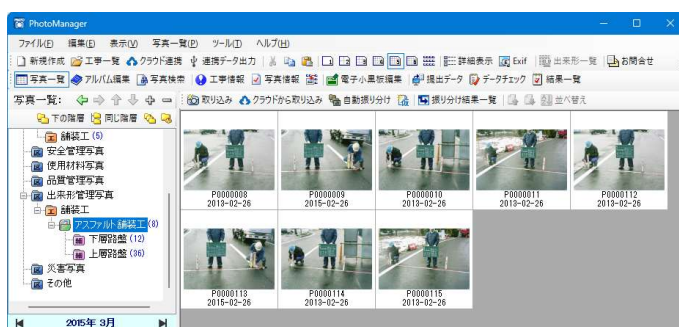 PhotoManager
ファイル(F) 編集(E) 表示(V) 写真一覧(P) ツール(T) ヘルプ(H)
新規作成 工事一覧 クラウド連携 連携データ出力 詳細表示 Exif 出来形一覧 お問合せ
写真一覧 アルバム編集 写真検索 工事情報 写真情報 電子小黒板編集 提出データ データチェック 結果一覧
写真一覧: 取り込み クラウドから取り込み 自動振り分け 振り分け結果一覧 並べ替え
下の階層 同じ階層
舗装工 (5)
安全管理写真
使用材料写真
品質管理写真
出来形管理写真
舗装工
アスファルト舗装工 (8)
下層路盤 (12)
上層路盤 (36)
災害写真
その他
2015年 3月
P0000008 P0000009 P0000010 P0000011 P0000112
2013-02-26 2015-02-26 2013-02-26 2013-02-26 2013-02-26
P0000113 P0000114 P0000115
2015-02-26 2013-02-26 2013-02-26